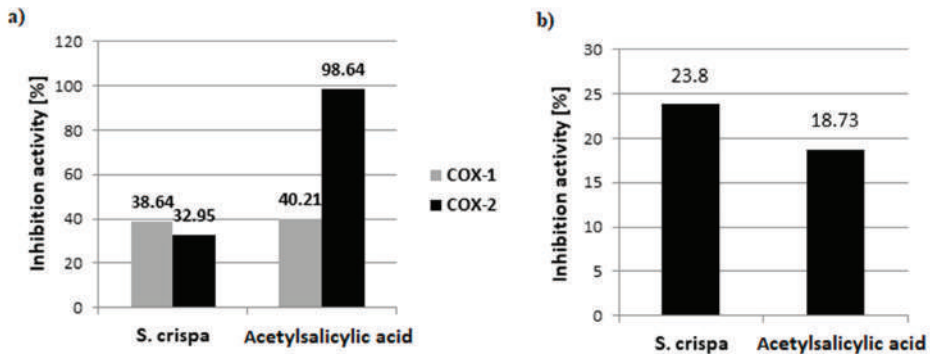 a)
Inhibition activity [%]
120
100
80
60
40
20
0
38.64
32.95
40.21
98.64
S. crispa
Acetylsalicylic acid
COX-1
COX-2
b)
Inhibition activity [%]
30
25
20
15
10
5
0
23.8
18.73
S. crispa
Acetylsalicylic acid